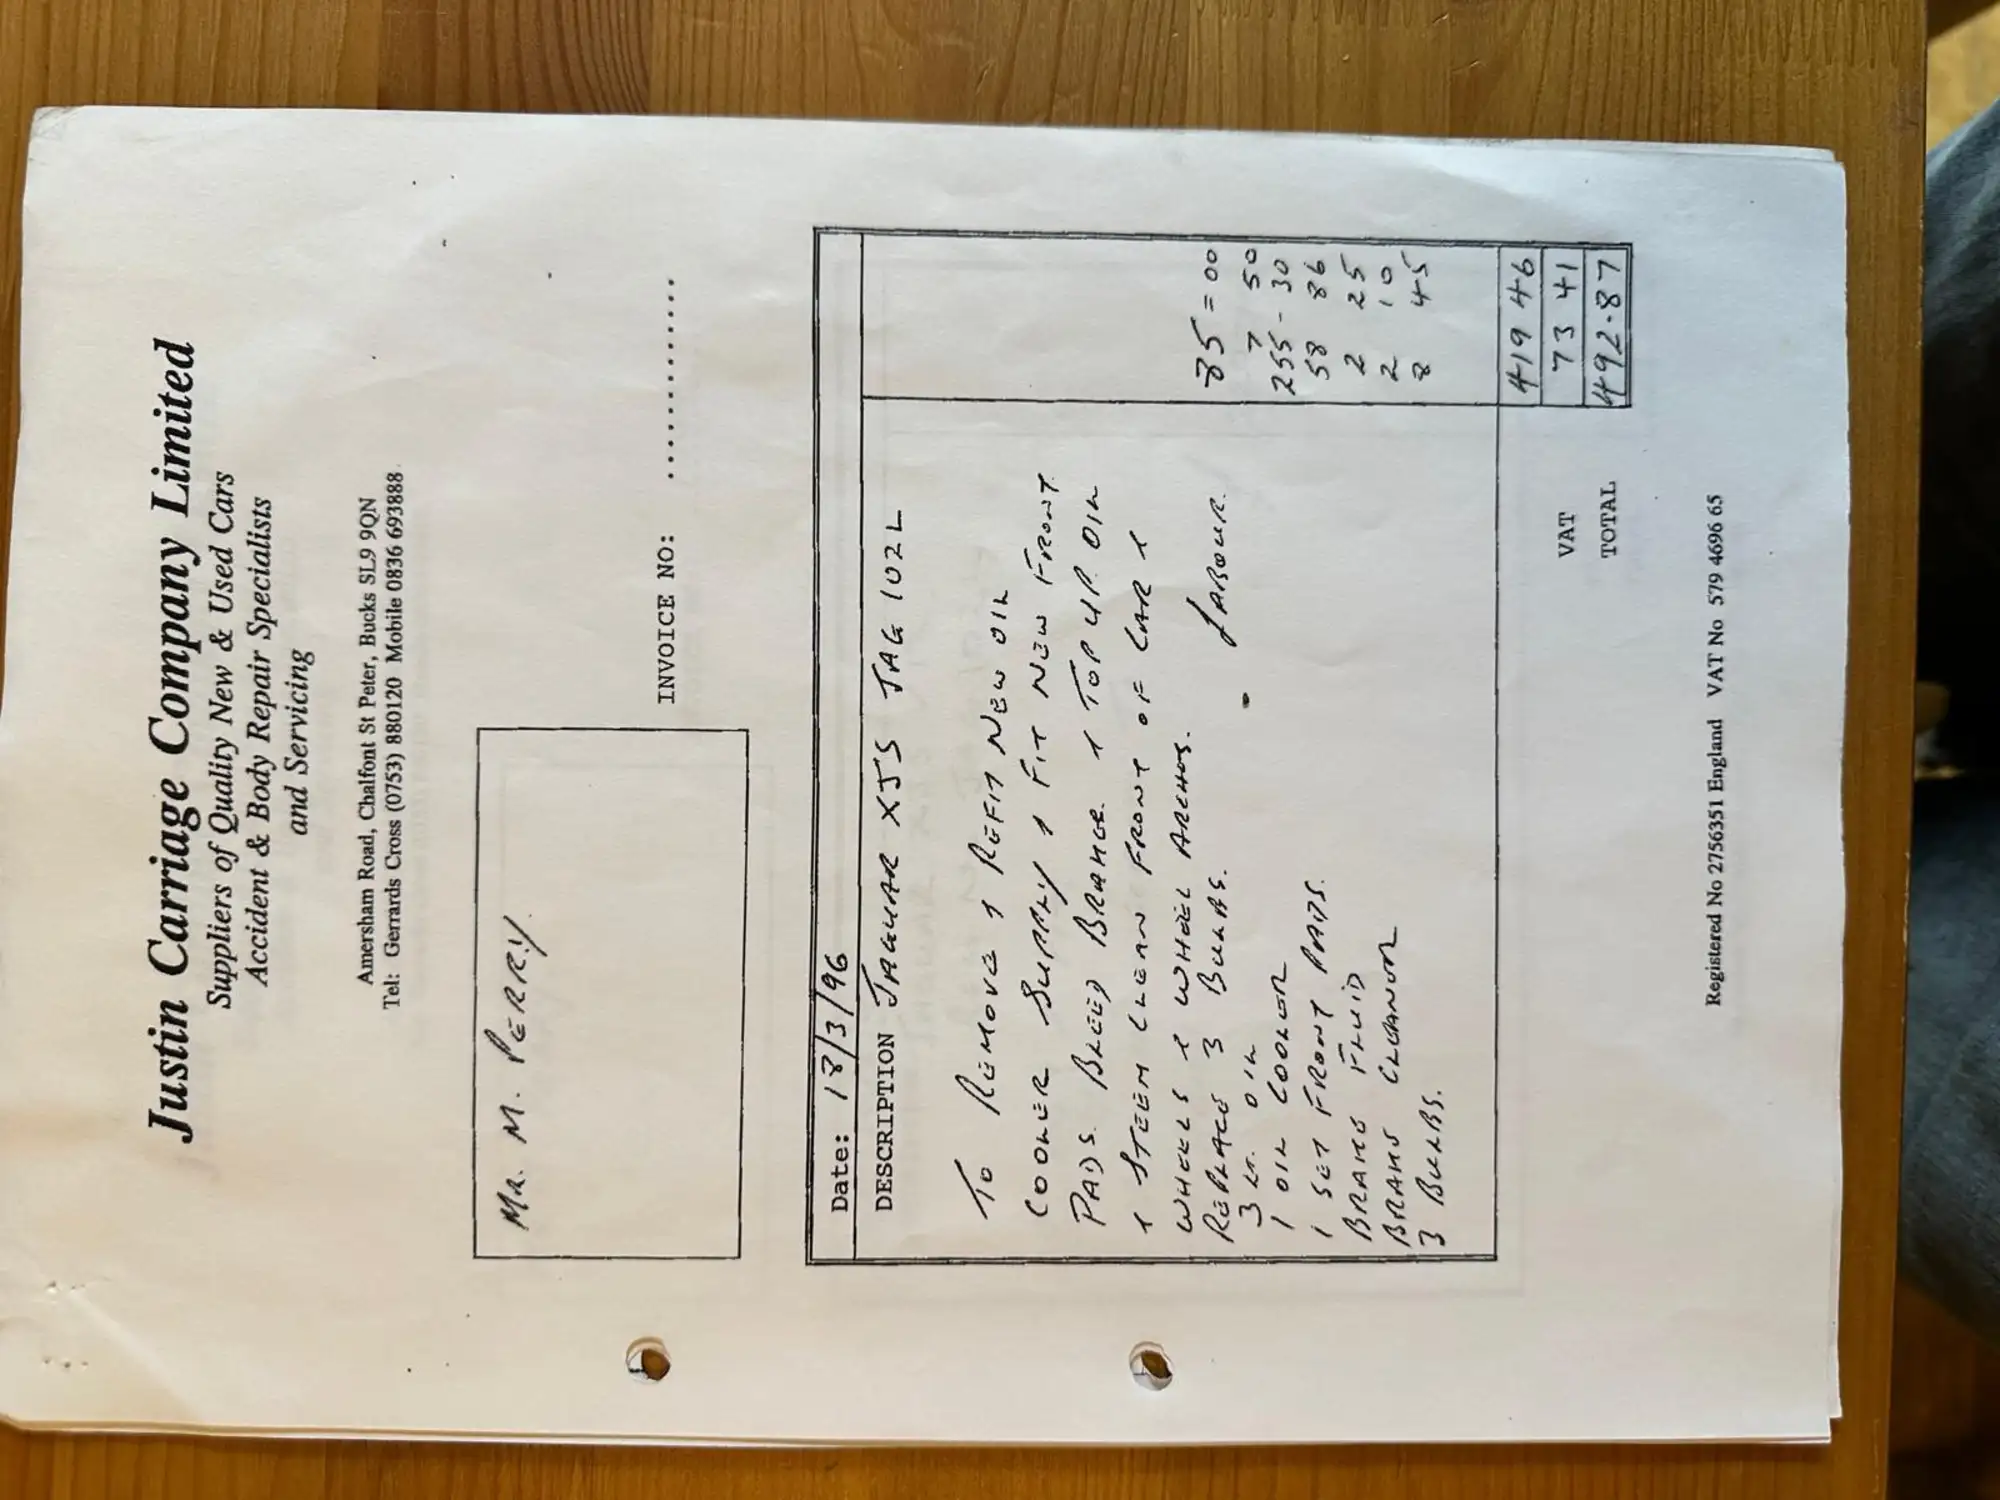 Justin Carriage Company Limited
Suppliers of Quality New & Used Cars
Accident & Body Repair Specialists
and Servicing
Amersham Road, Chalfont St Peter, Bucks SL9 9QN
Tel: Gerrards Cross (0753) 880120 Mobile 0836 693888
MR. M. PERRY.
INVOICE NO: ..............
Date: 18/3/96
DESCRIPTION JAGUAR XJS JAG 102L
TO REMOVE & REFIT NEW OIL
COOLER SUPPLY & FIT NEW FRONT
PADS. BLEED BRAKES. & TOP UP OIL
& STEEM CLEAN FRONT OF CAR &
WHEELS & WHEEL ARCHES.
REPLACE 3 BULBS. LABOUR. 85=00
3 LT. OIL 7 50
1 OIL COOLER 255-30
1 SET FRONT PADS. 58 86
BRAKE FLUID 2 25
BRAKE CLEANER 2 10
3 BULBS. 8 45
419 46
VAT 73 41
TOTAL 492.87
Registered No 2756351 England VAT No 579 4696 65